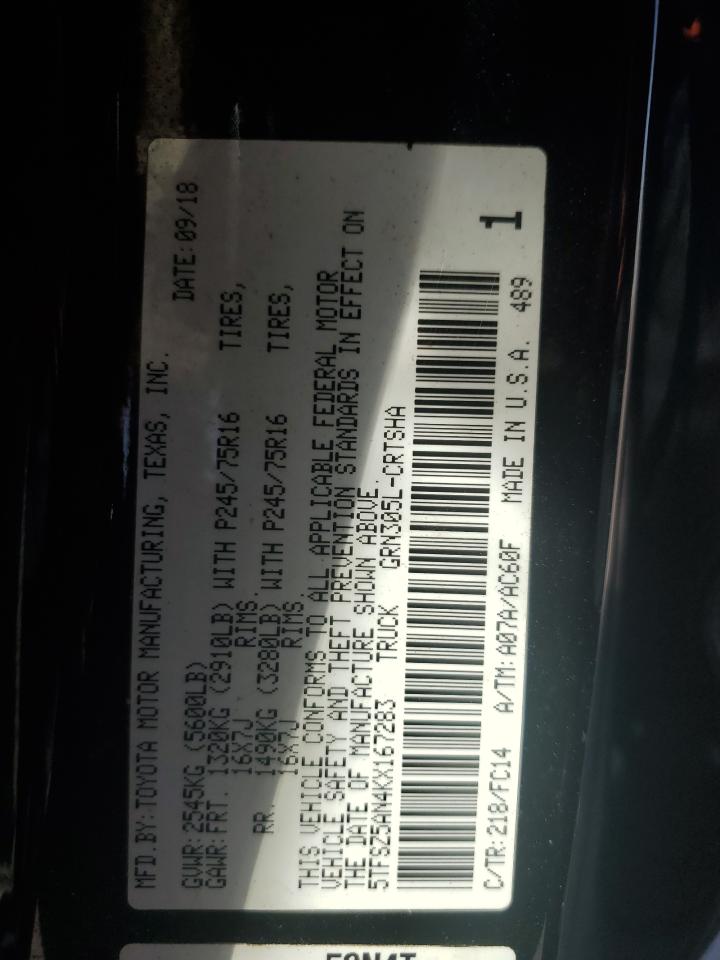 MFD.BY:TOYOTA MOTOR MANUFACTURING, TEXAS, INC.
DATE:09/18
GVWR:2545KG (5600LB)
GAWR:FRT. 1320KG (2910LB) WITH P245/75R16 TIRES,
16X7J RIMS.
RR. 1490KG (3280LB) WITH P245/75R16 TIRES,
16X7J RIMS.
THIS VEHICLE CONFORMS TO ALL APPLICABLE FEDERAL MOTOR
VEHICLE SAFETY AND THEFT PREVENTION STANDARDS IN EFFECT ON
THE DATE OF MANUFACTURE SHOWN ABOVE.
5TFSZ5AN4KX167283 TRUCK GRN305L-CRTSHA
1
C/TR:218/FC14 A/TM:A07A/AC60F MADE IN U.S.A. 489